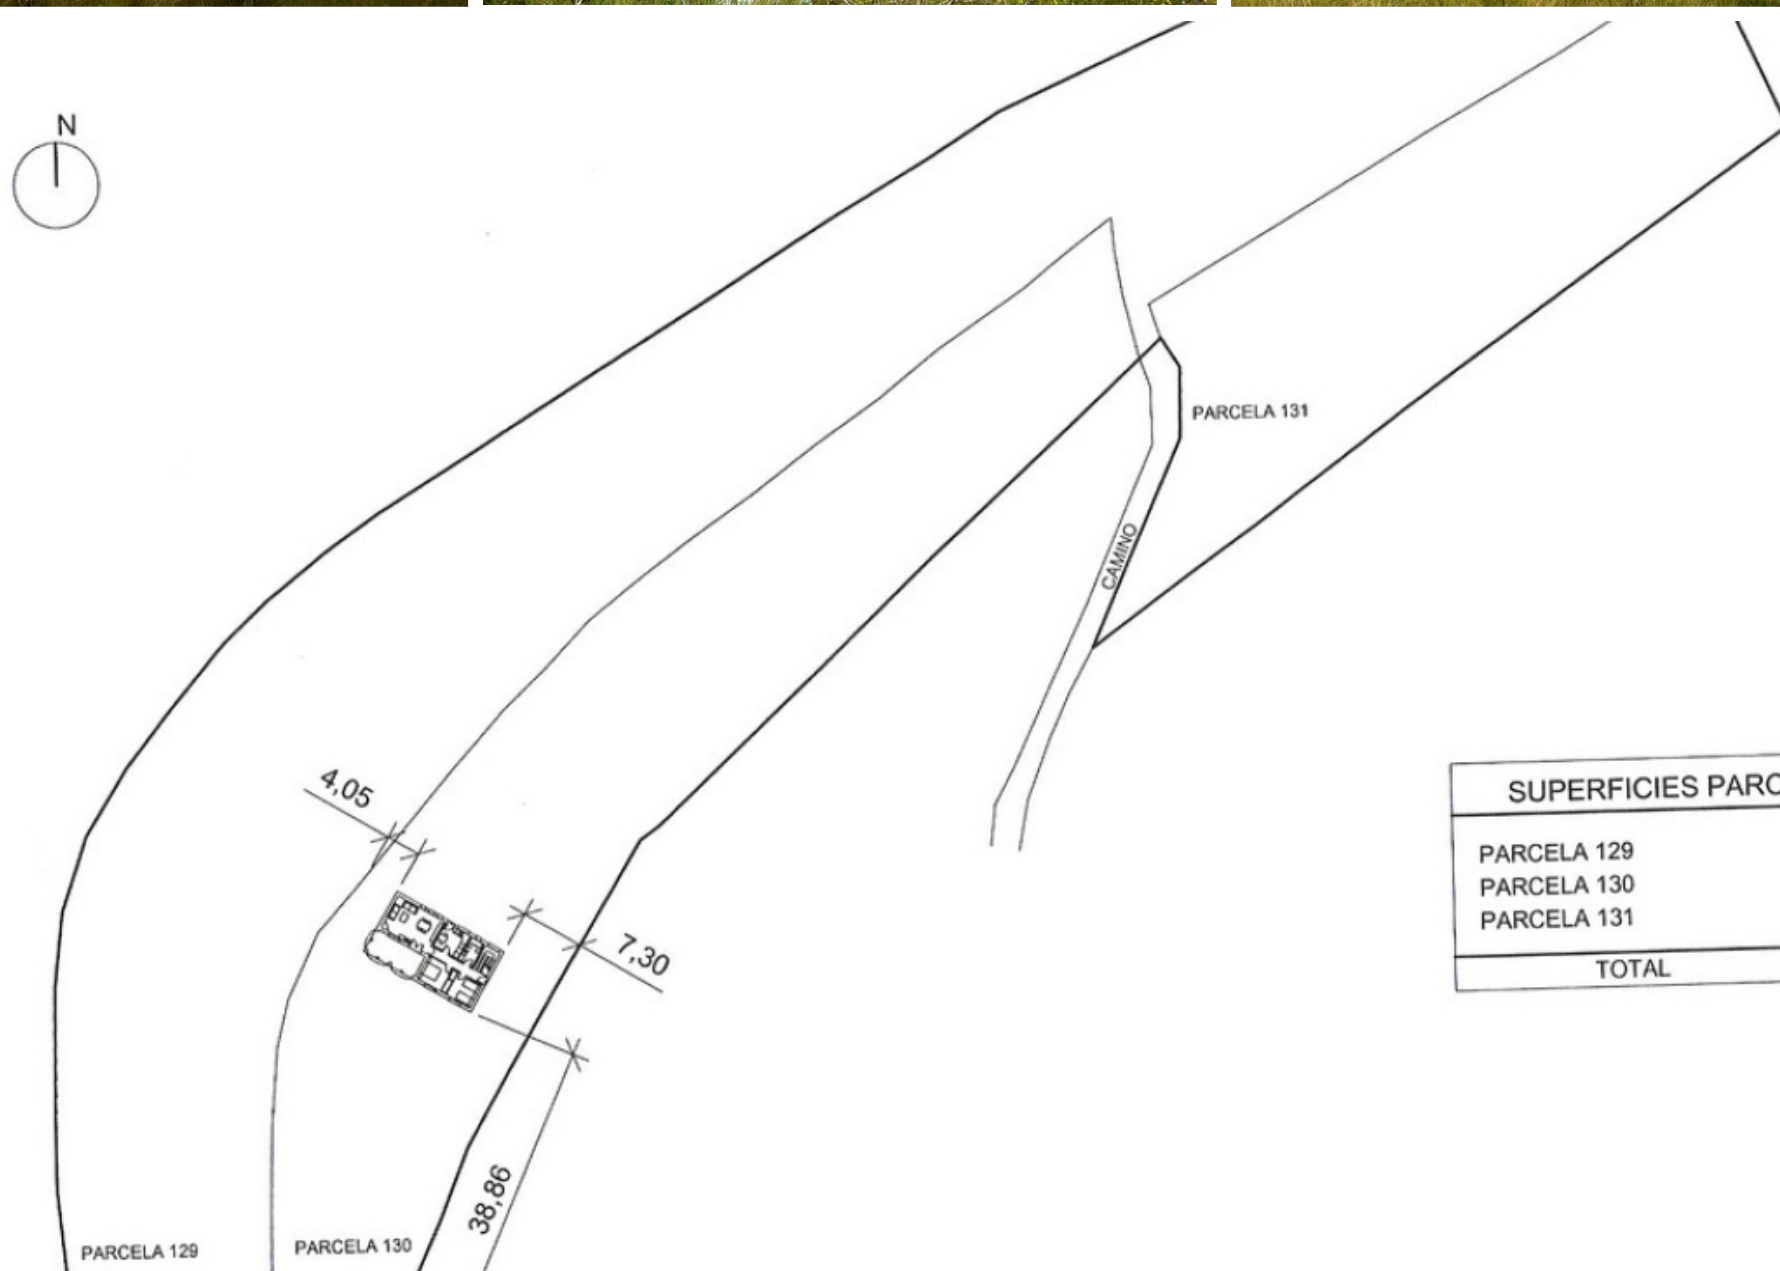 N
PARCELA 131
CAMINO
4,05
7,30
38,86
PARCELA 129
PARCELA 130
SUPERFICIES PARC
PARCELA 129
PARCELA 130
PARCELA 131
TOTAL